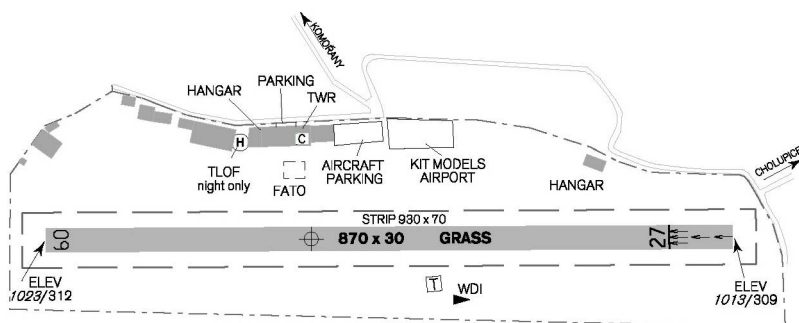 KOMOŘANY
PARKING
HANGAR
TWR
H
C
TLOF
night only
FATO
AIRCRAFT
PARKING
KIT MODELS
AIRPORT
HANGAR
CHOLUPICE
STRIP 930 x 70
09
870 x 30 GRASS
27
ELEV
1023/312
T
WDI
ELEV
1013/309